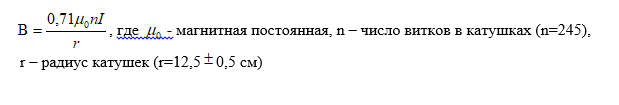 B = 0,71μ₀nI / r , где μ₀ - магнитная постоянная, n – число витков в катушках (n=245),
r – радиус катушек (r=12,5 ± 0,5 см)